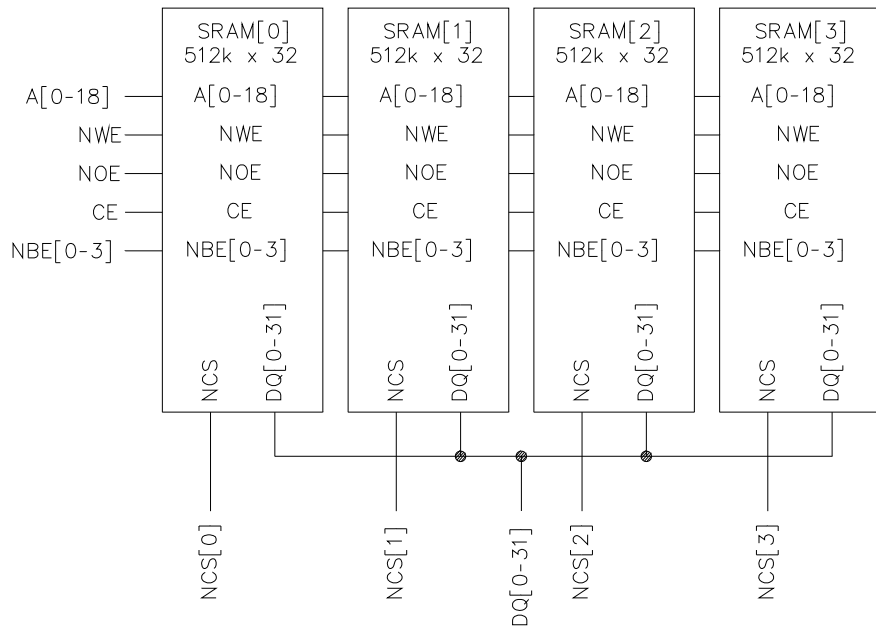 SRAM[0]
512k x 32
SRAM[1]
512k x 32
SRAM[2]
512k x 32
SRAM[3]
512k x 32
A[0-18]
A[0-18]
A[0-18]
A[0-18]
A[0-18]
NWE
NWE
NWE
NWE
NWE
NOE
NOE
NOE
NOE
NOE
CE
CE
CE
CE
CE
NBE[0-3]
NBE[0-3]
NBE[0-3]
NBE[0-3]
NBE[0-3]
NCS
DQ[0-31]
NCS
DQ[0-31]
NCS
DQ[0-31]
NCS
DQ[0-31]
NCS[0]
NCS[1]
DQ[0-31]
NCS[2]
NCS[3]